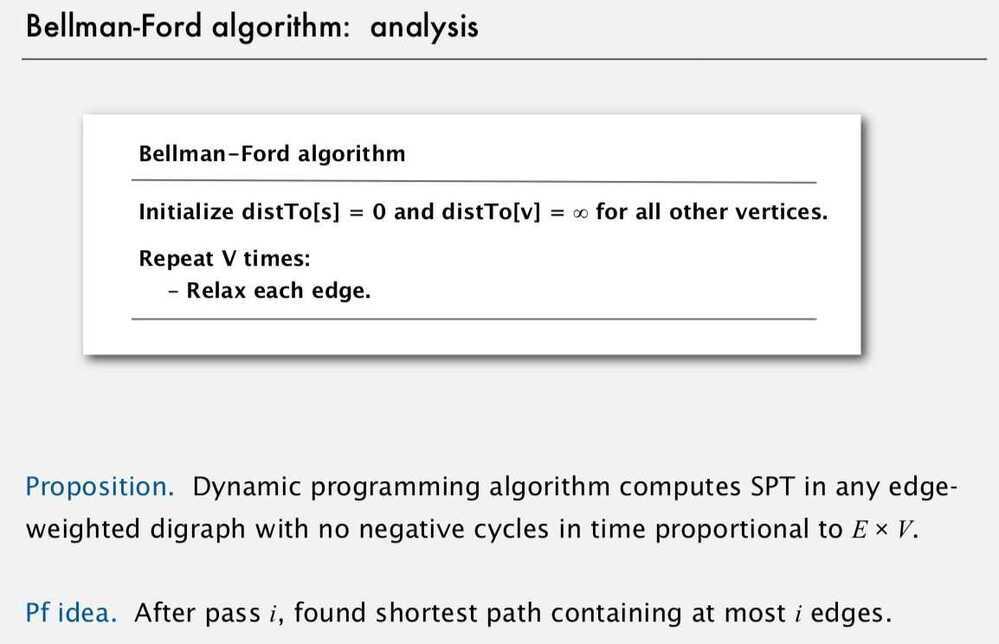 Bellman-Ford algorithm: analysis
Bellman-Ford algorithm
Initialize distTo[s] = 0 and distTo[v] = ∞ for all other vertices.
Repeat V times:
– Relax each edge.
Proposition. Dynamic programming algorithm computes SPT in any edge-
weighted digraph with no negative cycles in time proportional to E × V.
Pf idea. After pass i, found shortest path containing at most i edges.